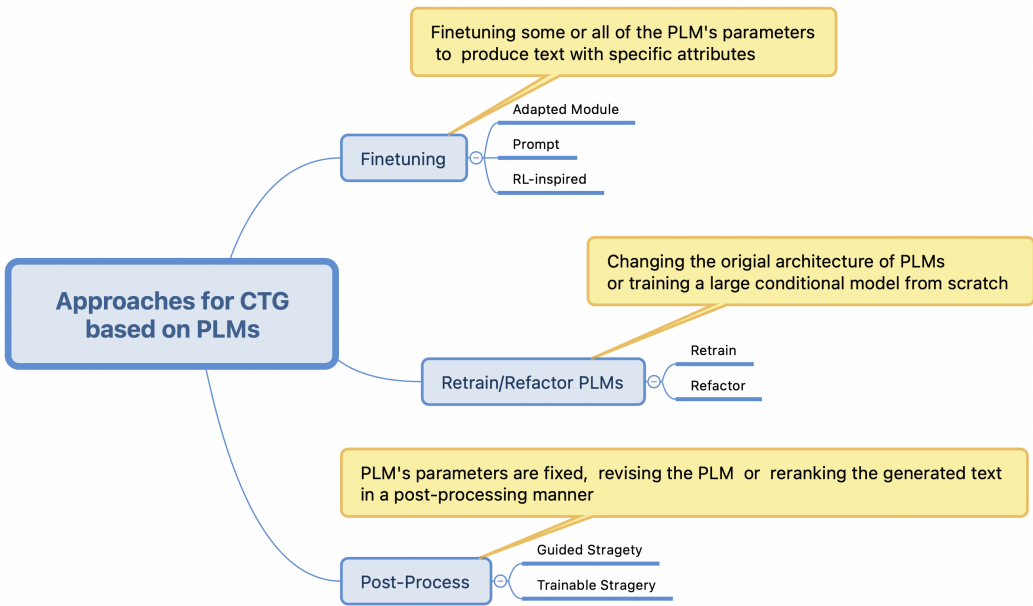 Finetuning some or all of the PLM's parameters
to produce text with specific attributes
Adapted Module
Finetuning
Prompt
RL-inspired
Changing the origial architecture of PLMs
or training a large conditional model from scratch
Approaches for CTG
based on PLMs
Retrain
Retrain/Refactor PLMs
Refactor
PLM's parameters are fixed, revising the PLM or reranking the generated text
in a post-processing manner
Guided Stragety
Post-Process
Trainable Stragery